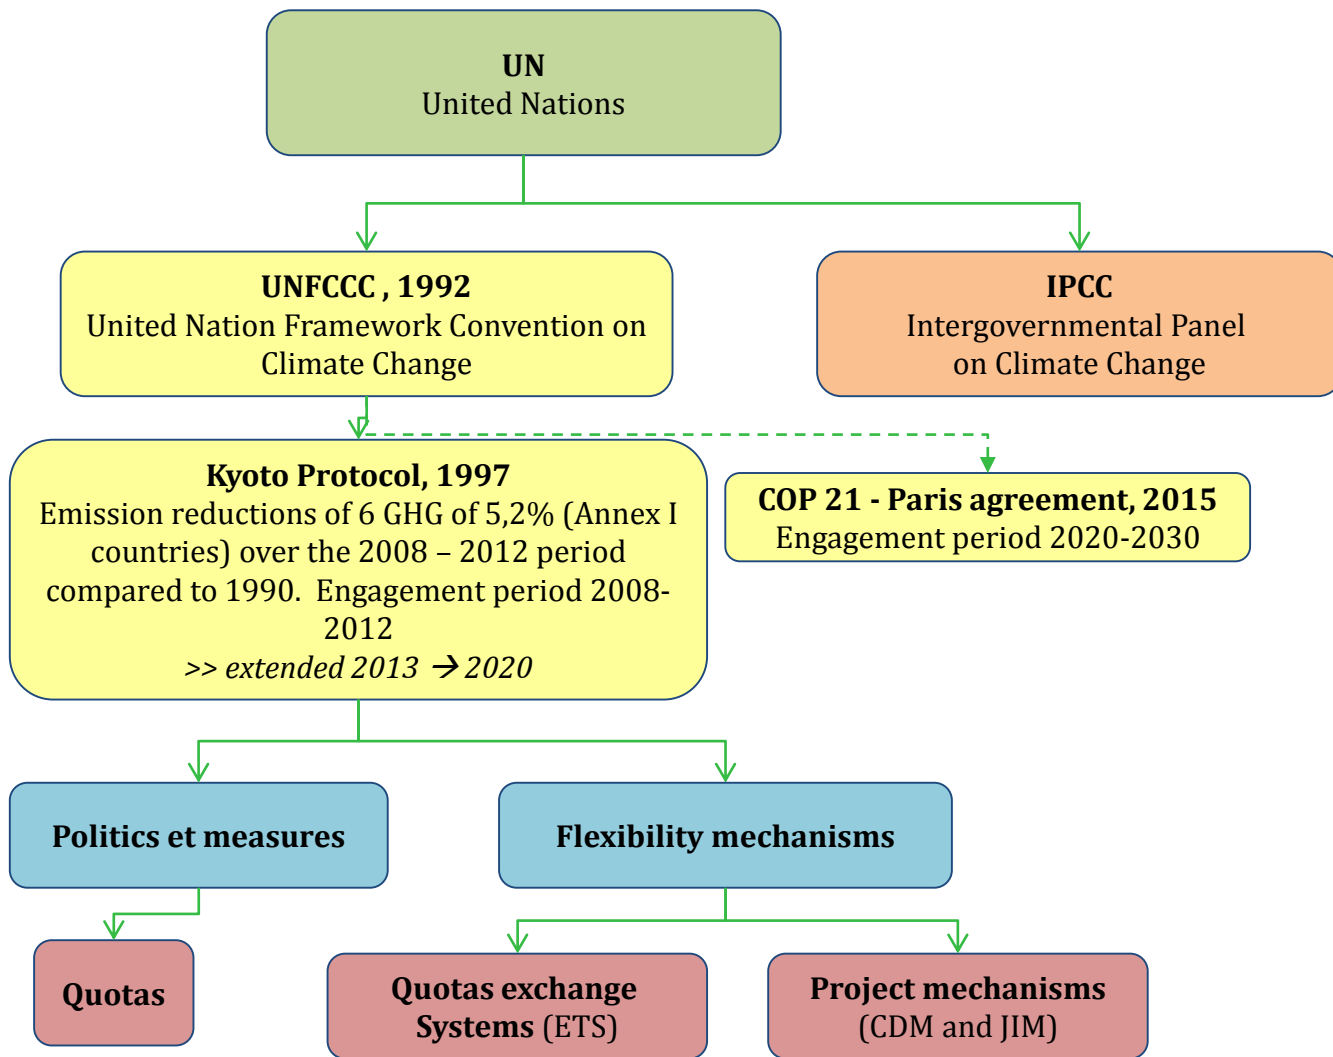 UN
United Nations
UNFCCC , 1992
United Nation Framework Convention on
Climate Change
IPCC
Intergovernmental Panel
on Climate Change
Kyoto Protocol, 1997
Emission reductions of 6 GHG of 5,2% (Annex I
countries) over the 2008 – 2012 period
compared to 1990.  Engagement period 2008-
2012
>> extended 2013 → 2020
COP 21 - Paris agreement, 2015
Engagement period 2020-2030
Politics et measures
Flexibility mechanisms
Quotas
Quotas exchange
Systems (ETS)
Project mechanisms
(CDM and JIM)